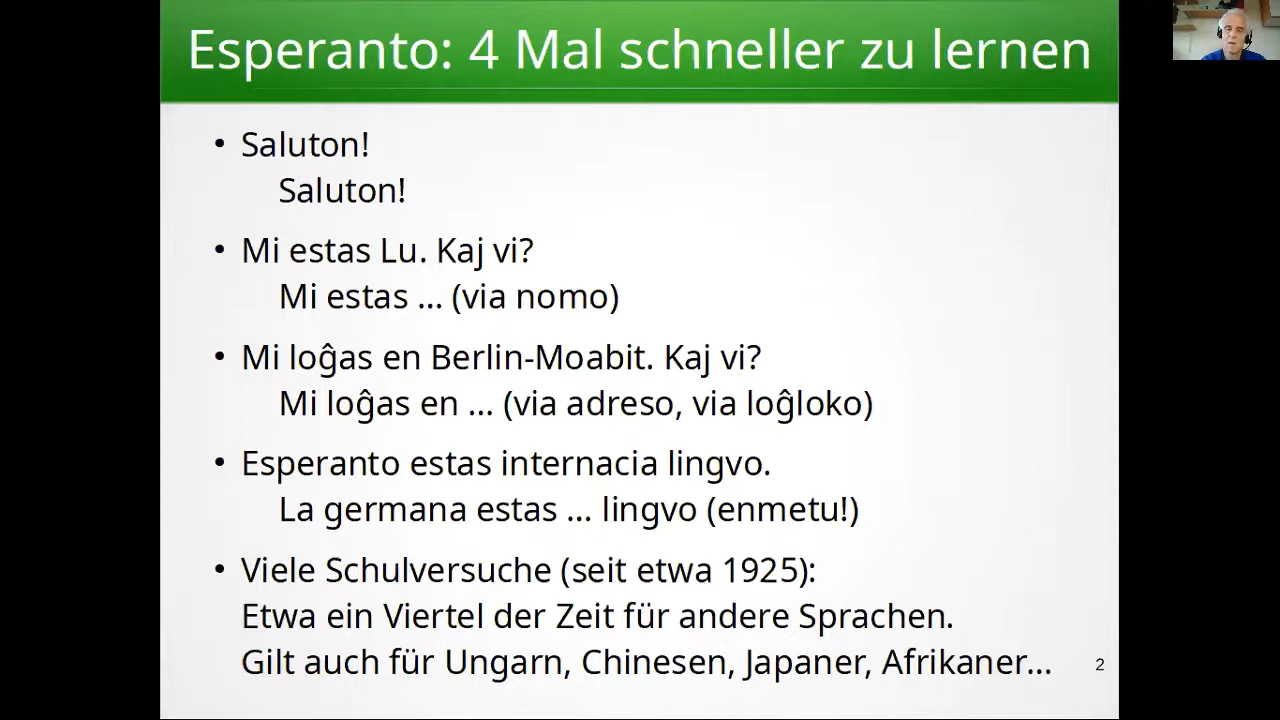 Esperanto: 4 Mal schneller zu lernen
• Saluton!
Saluton!
• Mi estas Lu. Kaj vi?
Mi estas … (via nomo)
• Mi loĝas en Berlin-Moabit. Kaj vi?
Mi loĝas en … (via adreso, via loĝloko)
• Esperanto estas internacia lingvo.
La germana estas … lingvo (enmetu!)
• Viele Schulversuche (seit etwa 1925):
Etwa ein Viertel der Zeit für andere Sprachen.
Gilt auch für Ungarn, Chinesen, Japaner, Afrikaner…
2